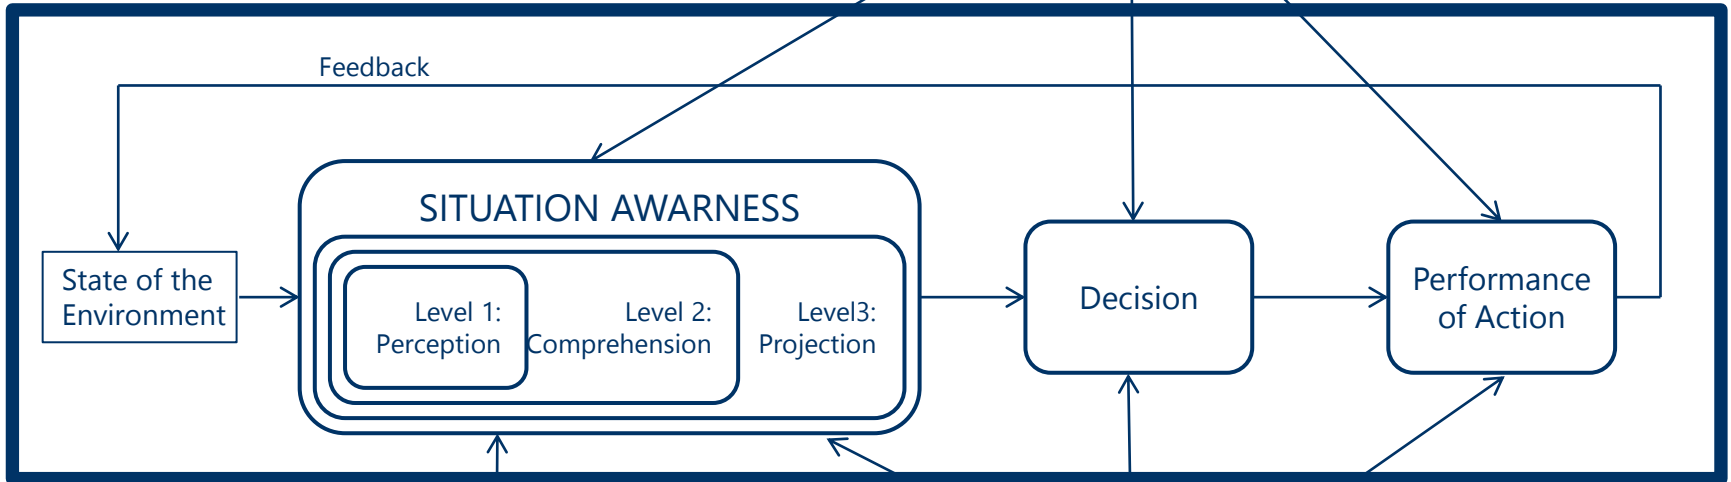 Feedback
SITUATION AWARNESS
State of the
Environment
Level 1:
Perception
Level 2:
Comprehension
Level3:
Projection
Decision
Performance
of Action